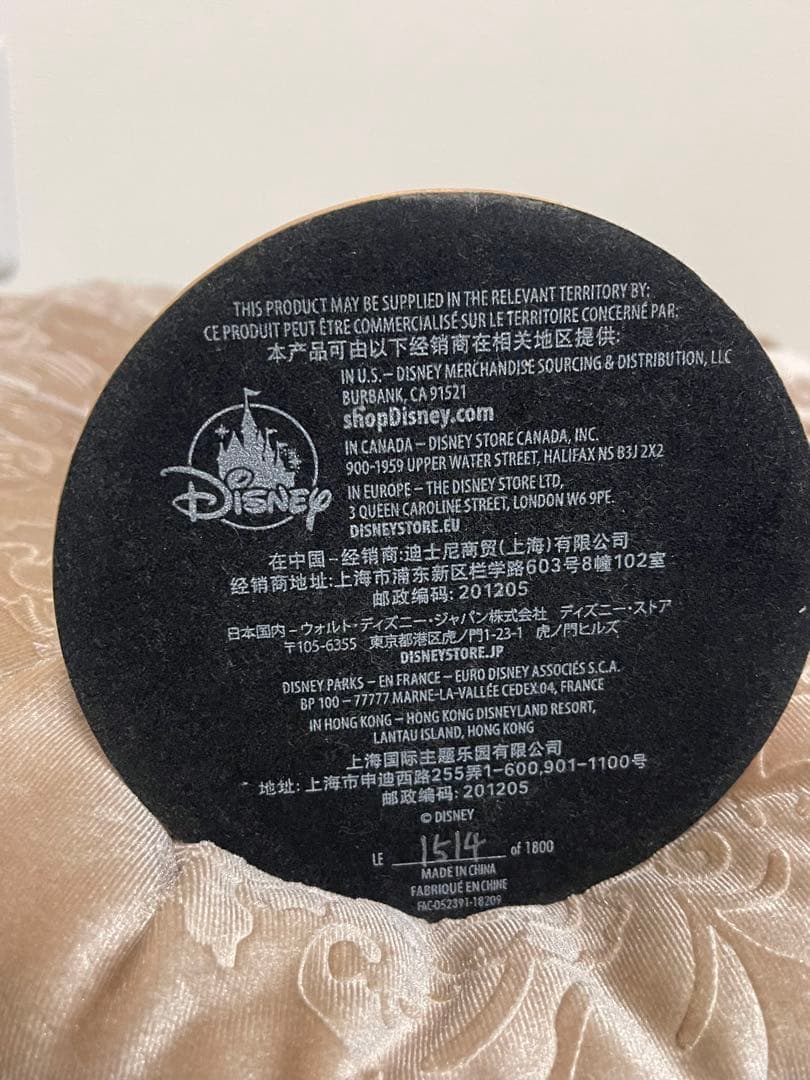 THIS PRODUCT MAY BE SUPPLIED IN THE RELEVANT TERRITORY BY:
CE PRODUIT PEUT ÊTRE COMMERCIALISÉ SUR LE TERRITOIRE CONCERNÉ PAR:
本产品可由以下经销商在相关地区提供:
IN U.S. – DISNEY MERCHANDISE SOURCING & DISTRIBUTION, LLC
BURBANK, CA 91521
shopDisney.com
DISNEY
IN CANADA – DISNEY STORE CANADA, INC.
900-1959 UPPER WATER STREET, HALIFAX NS B3J 2X2
IN EUROPE – THE DISNEY STORE LTD,
3 QUEEN CAROLINE STREET, LONDON W6 9PE.
DISNEYSTORE.EU
在中国 – 经销商:迪士尼商贸(上海)有限公司
经销商地址:上海市浦东新区栏学路603号8幢102室
邮政编码: 201205
日本国内 – ウォルト・ディズニー・ジャパン株式会社 ディズニー・ストア
〒105-6355 東京都港区虎ノ門1-23-1 虎ノ門ヒルズ
DISNEYSTORE.JP
DISNEY PARKS – EN FRANCE – EURO DISNEY ASSOCIÉS S.C.A.
BP 100 – 77777 MARNE-LA-VALLÉE CEDEX 04, FRANCE
IN HONG KONG – HONG KONG DISNEYLAND RESORT,
LANTAU ISLAND, HONG KONG
上海国际主题乐园有限公司
地址: 上海市申迪西路255弄1-600,901-1100号
邮政编码: 201205
© DISNEY
LE 1514 of 1800
MADE IN CHINA
FABRIQUÉ EN CHINE
FAC-052391-18209